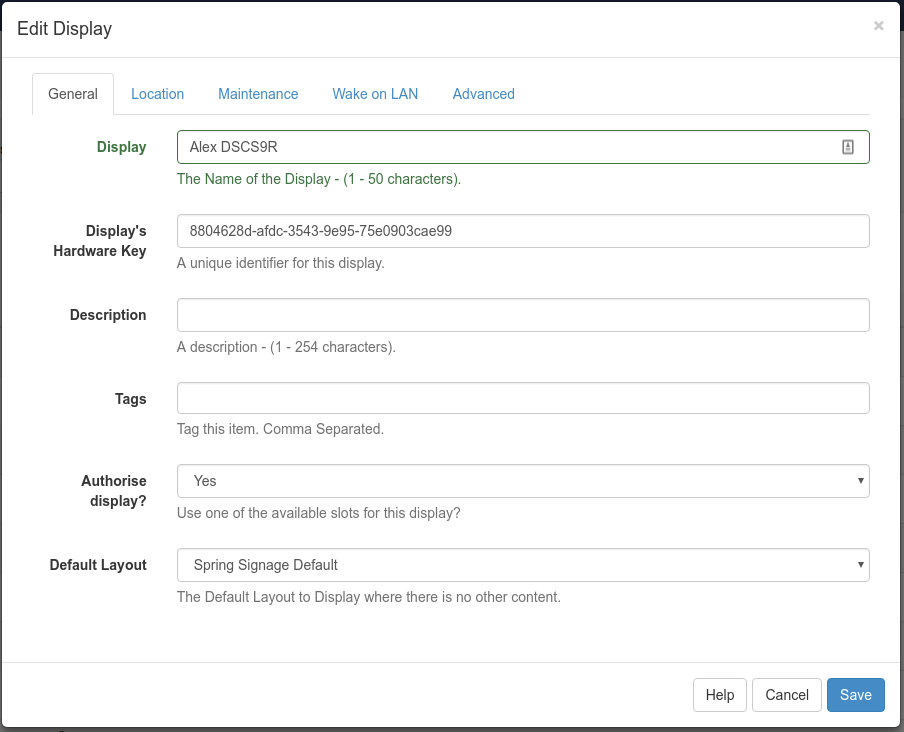 Edit Display
×
General Location Maintenance Wake on LAN Advanced
Display
Alex DSCS9R
The Name of the Display - (1 - 50 characters).
Display's
Hardware Key
8804628d-afdc-3543-9e95-75e0903cae99
A unique identifier for this display.
Description
A description - (1 - 254 characters).
Tags
Tag this item. Comma Separated.
Authorise
display?
Yes
Use one of the available slots for this display?
Default Layout
Spring Signage Default
The Default Layout to Display where there is no other content.
Help Cancel Save